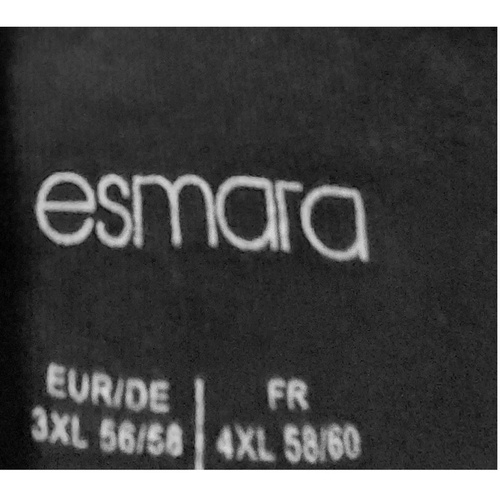 esmara
EUR/DE | FR
3XL 56/58 | 4XL 58/60